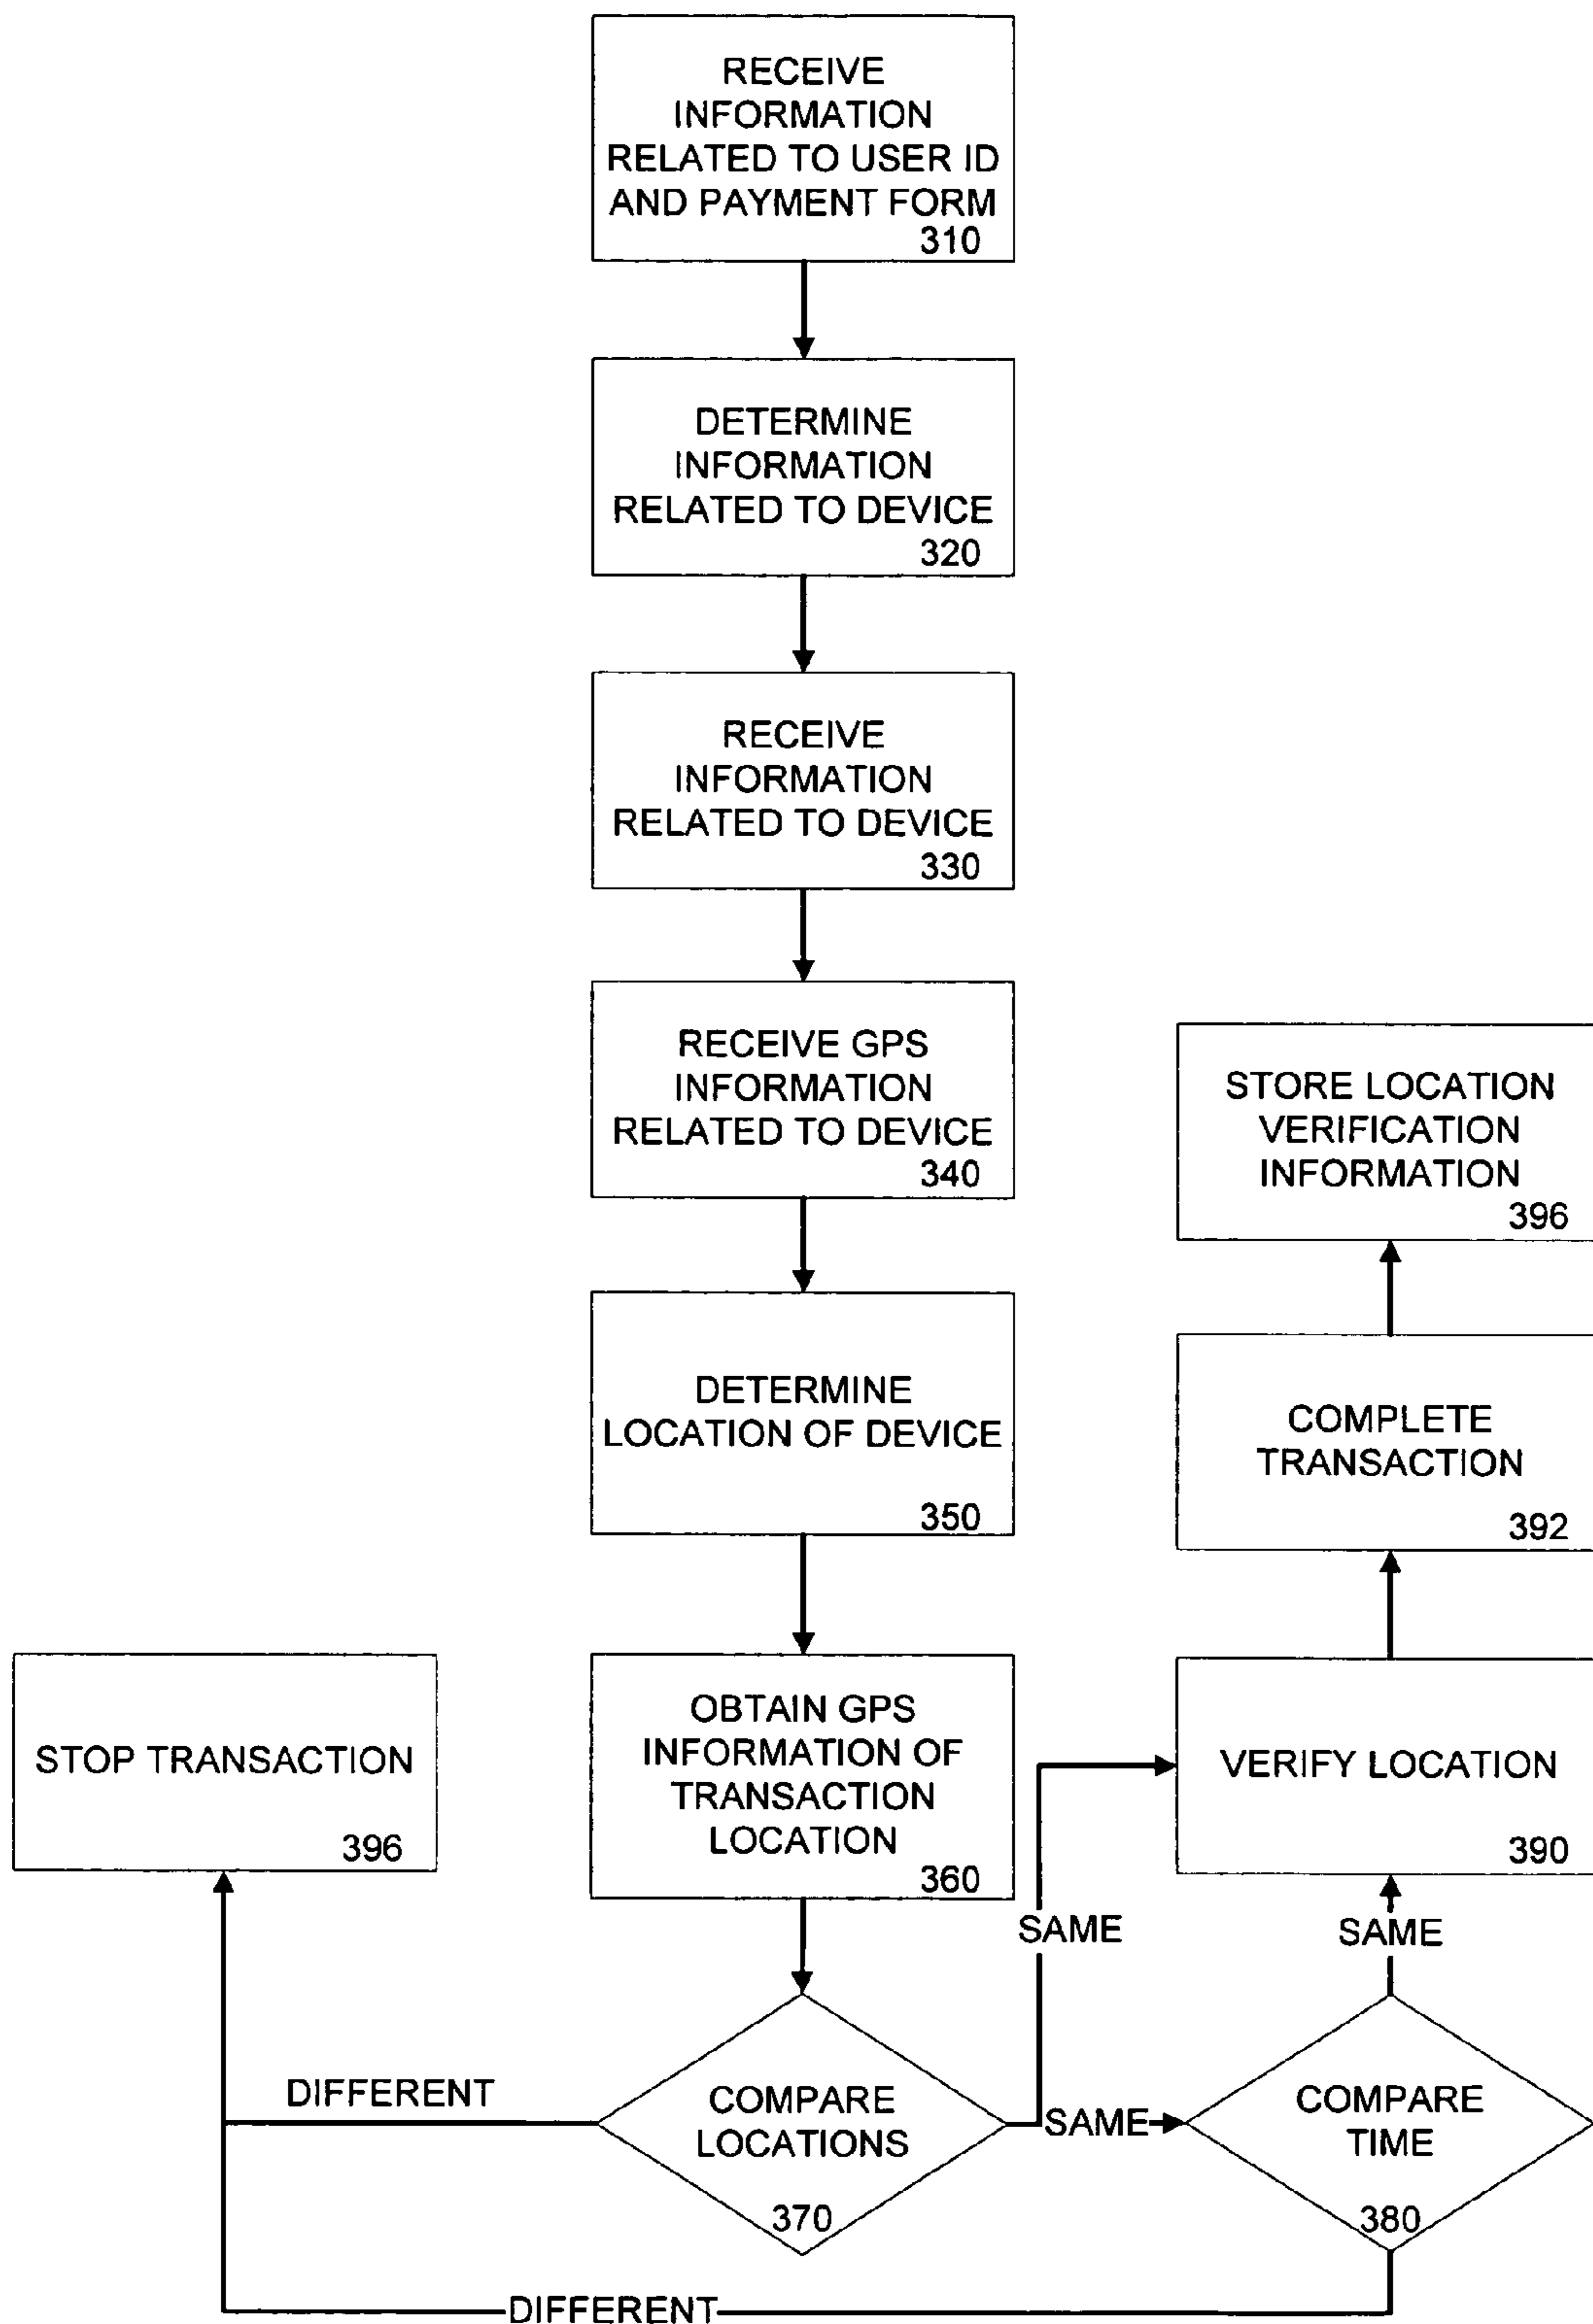 RECEIVE
INFORMATION
RELATED TO USER ID
AND PAYMENT FORM
310
DETERMINE
INFORMATION
RELATED TO DEVICE
320
RECEIVE
INFORMATION
RELATED TO DEVICE
330
RECEIVE GPS
INFORMATION
RELATED TO DEVICE
340
DETERMINE
LOCATION OF DEVICE
350
OBTAIN GPS
INFORMATION OF
TRANSACTION
LOCATION
360
COMPARE
LOCATIONS
370
DIFFERENT
STOP TRANSACTION
396
SAME
SAME
COMPARE
TIME
380
DIFFERENT
SAME
VERIFY LOCATION
390
COMPLETE
TRANSACTION
392
STORE LOCATION
VERIFICATION
INFORMATION
396